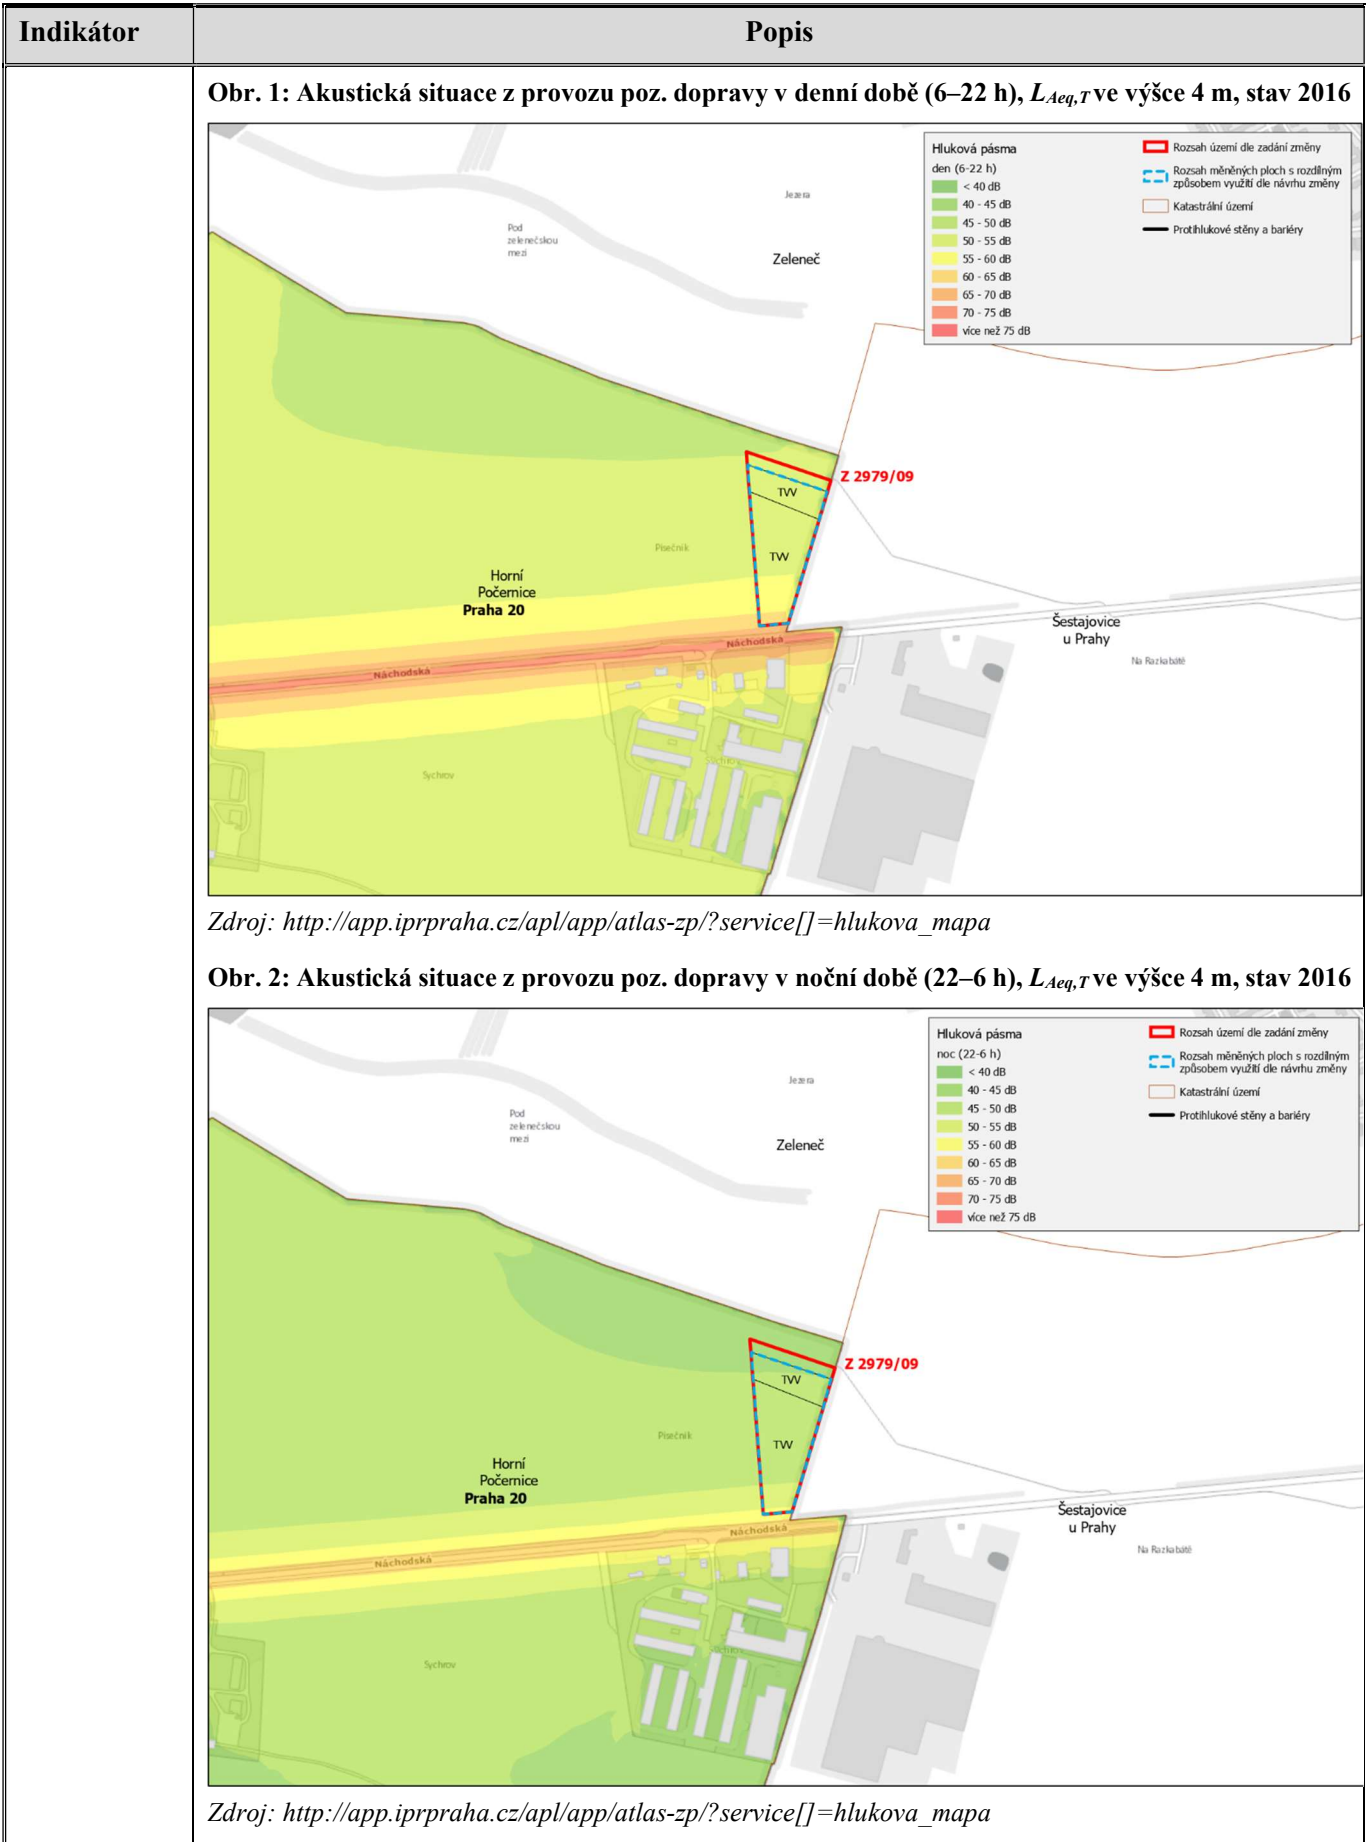 Indikátor
Popis
Obr. 1: Akustická situace z provozu poz. dopravy v denní době (6–22 h), LAeq,T ve výšce 4 m, stav 2016
Hluková pásma
den (6-22 h)
< 40 dB
40 - 45 dB
45 - 50 dB
50 - 55 dB
55 - 60 dB
60 - 65 dB
65 - 70 dB
70 - 75 dB
více než 75 dB
Rozsah území dle zadání změny
Rozsah měněných ploch s rozdílným
způsobem využití dle návrhu změny
Katastrální území
Protihlukové stěny a bariéry
Jezera
Pod
zelenečskou
mezí
Zeleneč
Z 2979/09
TVV
Písečník
TVV
Horní
Počernice
Praha 20
Šestajovice
u Prahy
Náchodská
Na Razkabátě
Náchodská
Sychrov
Sychrov
Zdroj: http://app.iprpraha.cz/apl/app/atlas-zp/?service[]=hlukova_mapa
Obr. 2: Akustická situace z provozu poz. dopravy v noční době (22–6 h), LAeq,T ve výšce 4 m, stav 2016
Hluková pásma
noc (22-6 h)
< 40 dB
40 - 45 dB
45 - 50 dB
50 - 55 dB
55 - 60 dB
60 - 65 dB
65 - 70 dB
70 - 75 dB
více než 75 dB
Rozsah území dle zadání změny
Rozsah měněných ploch s rozdílným
způsobem využití dle návrhu změny
Katastrální území
Protihlukové stěny a bariéry
Jezera
Pod
zelenečskou
mezí
Zeleneč
Z 2979/09
TVV
Písečník
TVV
Horní
Počernice
Praha 20
Šestajovice
u Prahy
Náchodská
Na Razkabátě
Náchodská
Sychrov
Sychrov
Zdroj: http://app.iprpraha.cz/apl/app/atlas-zp/?service[]=hlukova_mapa